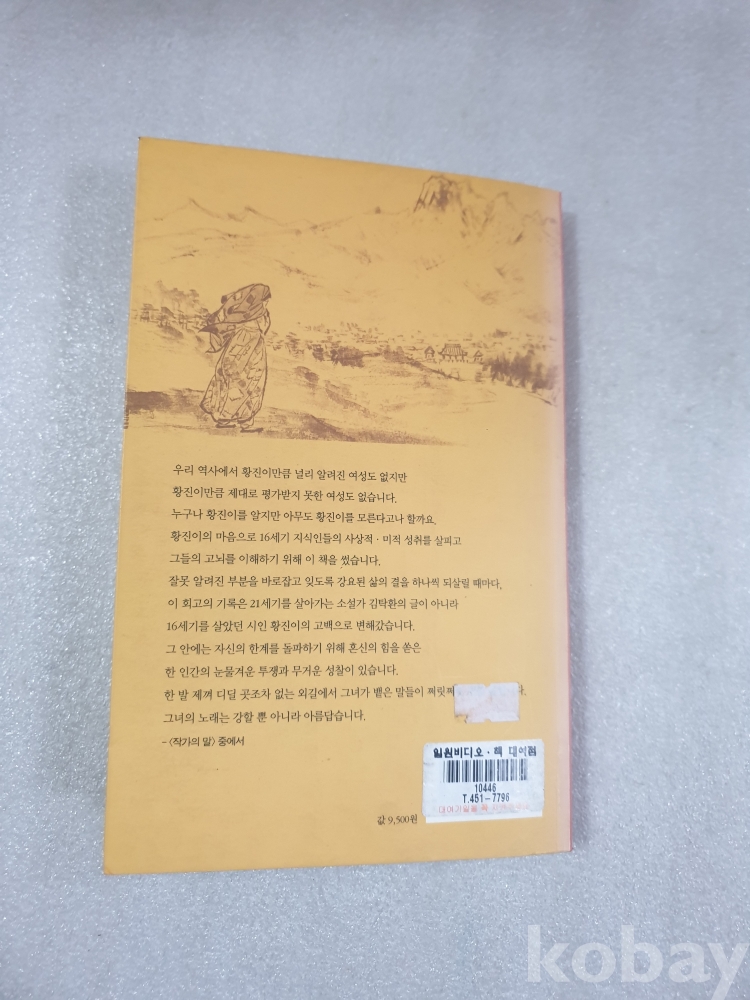 우리 역사에서 황진이만큼 널리 알려진 여성도 없지만
황진이만큼 제대로 평가받지 못한 여성도 없습니다.
누구나 황진이를 알지만 아무도 황진이를 모른다고나 할까요.
황진이의 마음으로 16세기 지식인들의 사상적·미적 성취를 살피고
그들의 고뇌를 이해하기 위해 이 책을 썼습니다.
잘못 알려진 부분을 바로잡고 잊도록 강요된 삶의 결을 하나씩 되살릴 때마다,
이 회고의 기록은 21세기를 살아가는 소설가 김탁환의 글이 아니라
16세기를 살았던 시인 황진이의 고백으로 변해갔습니다.
그 안에는 자신의 한계를 돌파하기 위해 혼신의 힘을 쏟은
한 인간의 눈물겨운 투쟁과 무거운 성찰이 있습니다.
한 발 제껴 디딜 곳조차 없는 외길에서 그녀가 뱉은 말들이
그녀의 노래는 강할 뿐 아니라 아름답습니다.
-〈작가의 말〉 중에서
일원비디오·책 대여점
10446
T.451-7796
값 9,500원
kobay